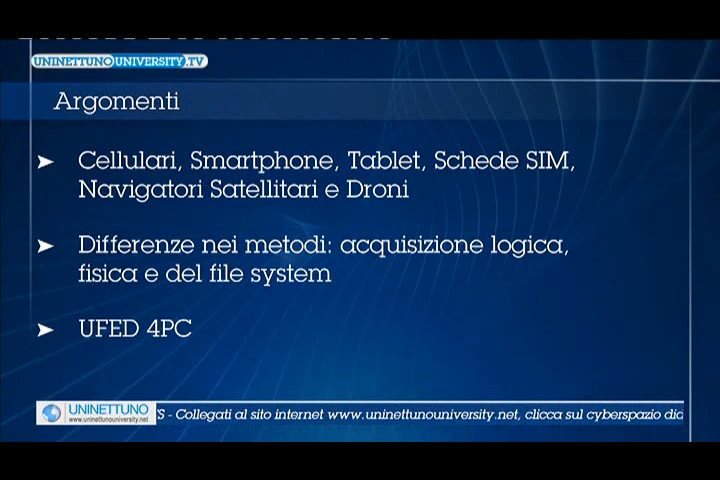 UNINETTUNOUNIVERSITY.TV
Argomenti
➤ Cellulari, Smartphone, Tablet, Schede SIM,
Navigatori Satellitari e Droni
➤ Differenze nei metodi: acquisizione logica,
fisica e del file system
➤ UFED 4PC
UNINETTUNO
www.uninettunouniversity.net
- Collegati al sito internet www.uninettunouniversity.net, clicca sul cyberspazio